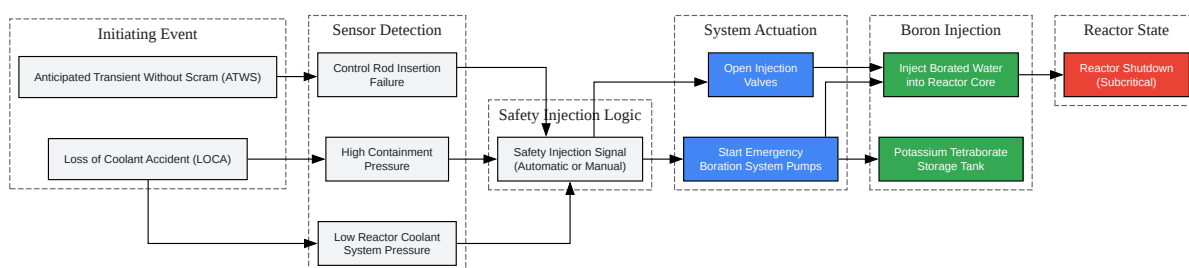 Initiating Event
Anticipated Transient Without Scram (ATWS)
Loss of Coolant Accident (LOCA)
Sensor Detection
Control Rod Insertion
Failure
High Containment
Pressure
Low Reactor Coolant
System Pressure
Safety Injection Logic
Safety Injection Signal
(Automatic or Manual)
System Actuation
Open Injection
Valves
Start Emergency
Boration System Pumps
Boron Injection
Inject Borated Water
into Reactor Core
Potassium Tetraborate
Storage Tank
Reactor State
Reactor Shutdown
(Subcritical)